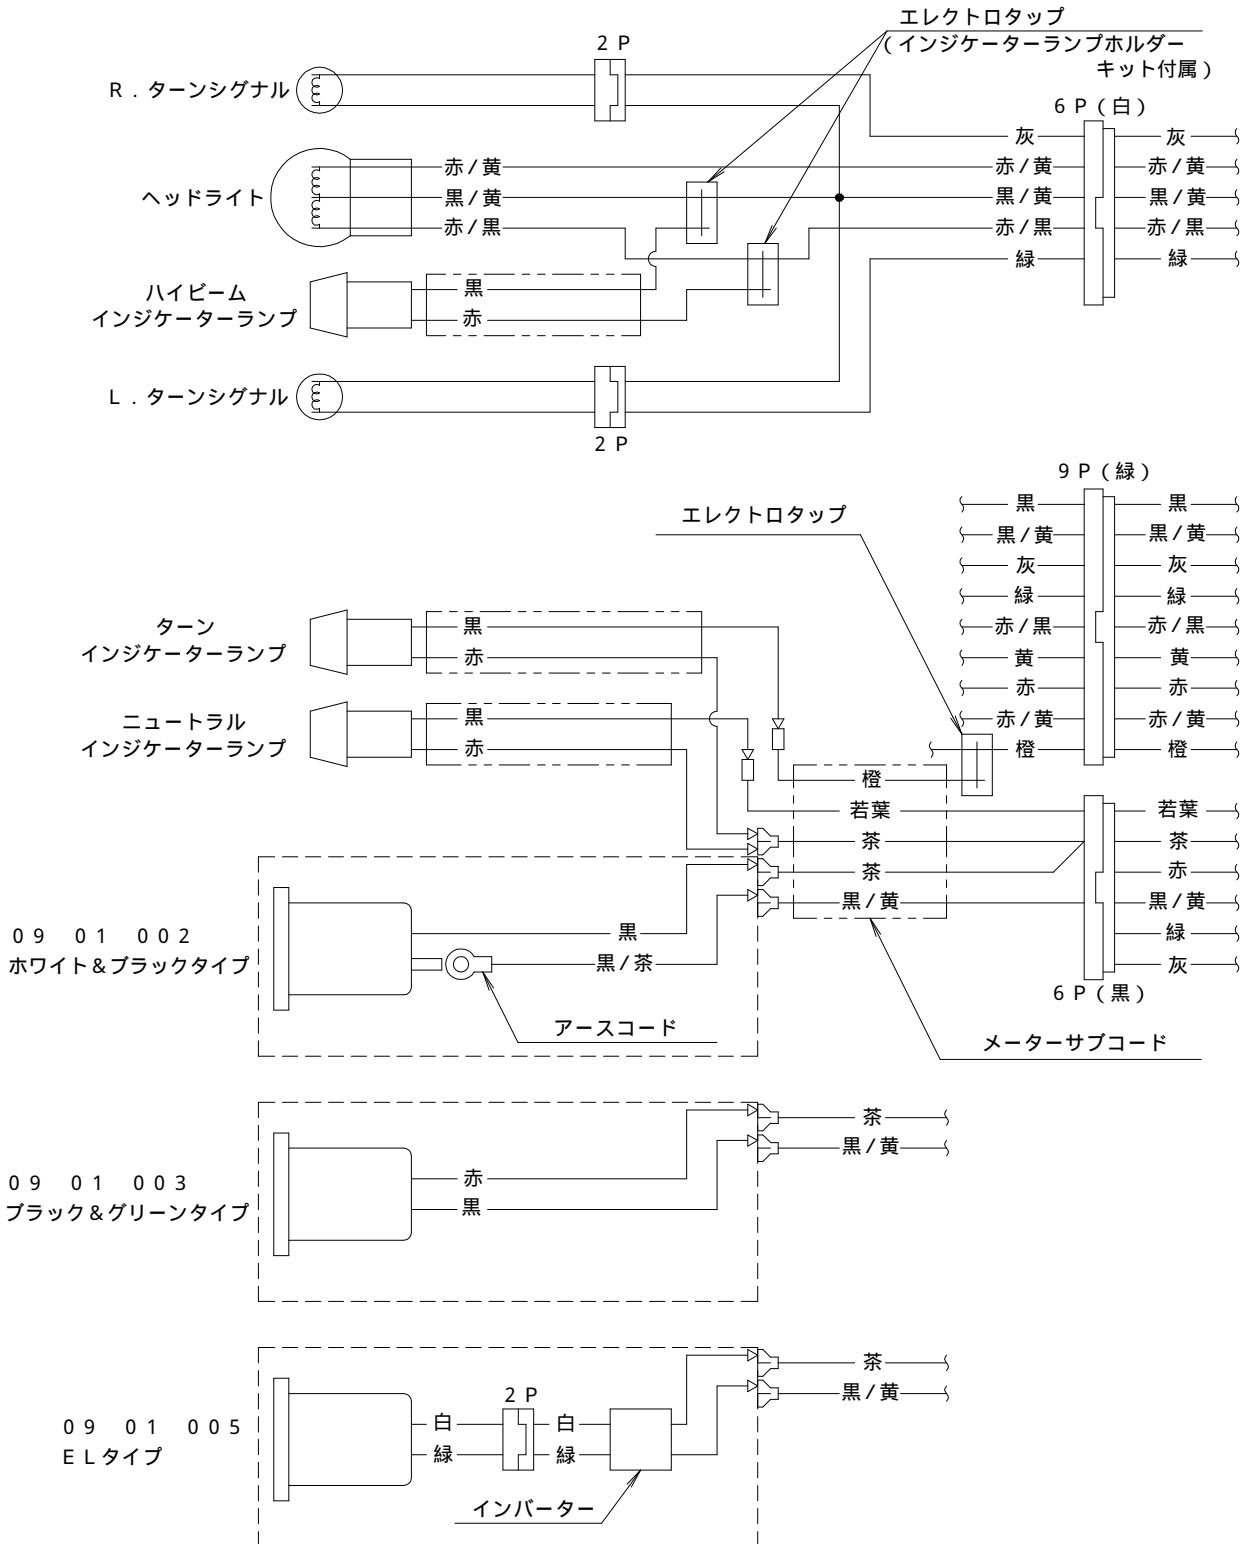 エレクトロタップ
(インジケーターランプホルダー
キット付属)
2P
R.ターンシグナル
6P(白)
灰 灰
ヘッドライト
赤/黄 赤/黄 赤/黄
黒/黄 黒/黄 黒/黄
赤/黒 赤/黒 赤/黒
緑 緑
ハイビーム
インジケーターランプ
黒
赤
L.ターンシグナル
2P
9P(緑)
エレクトロタップ
黒 黒
黒/黄 黒/黄
灰 灰
緑 緑
赤/黒 赤/黒
黄 黄
赤 赤
赤/黄 赤/黄
橙 橙
ターン
インジケーターランプ
黒
赤
ニュートラル
インジケーターランプ
黒
赤
橙
若葉 若葉
茶 茶
茶 赤
黒/黄 黒/黄
緑
灰
6P(黒)
09 01 002
ホワイト&ブラックタイプ
黒
黒/茶
アースコード
メーターサブコード
09 01 003
ブラック&グリーンタイプ
赤
黒
茶
黒/黄
09 01 005
ELタイプ
2P
白 白
緑 緑
茶
黒/黄
インバーター